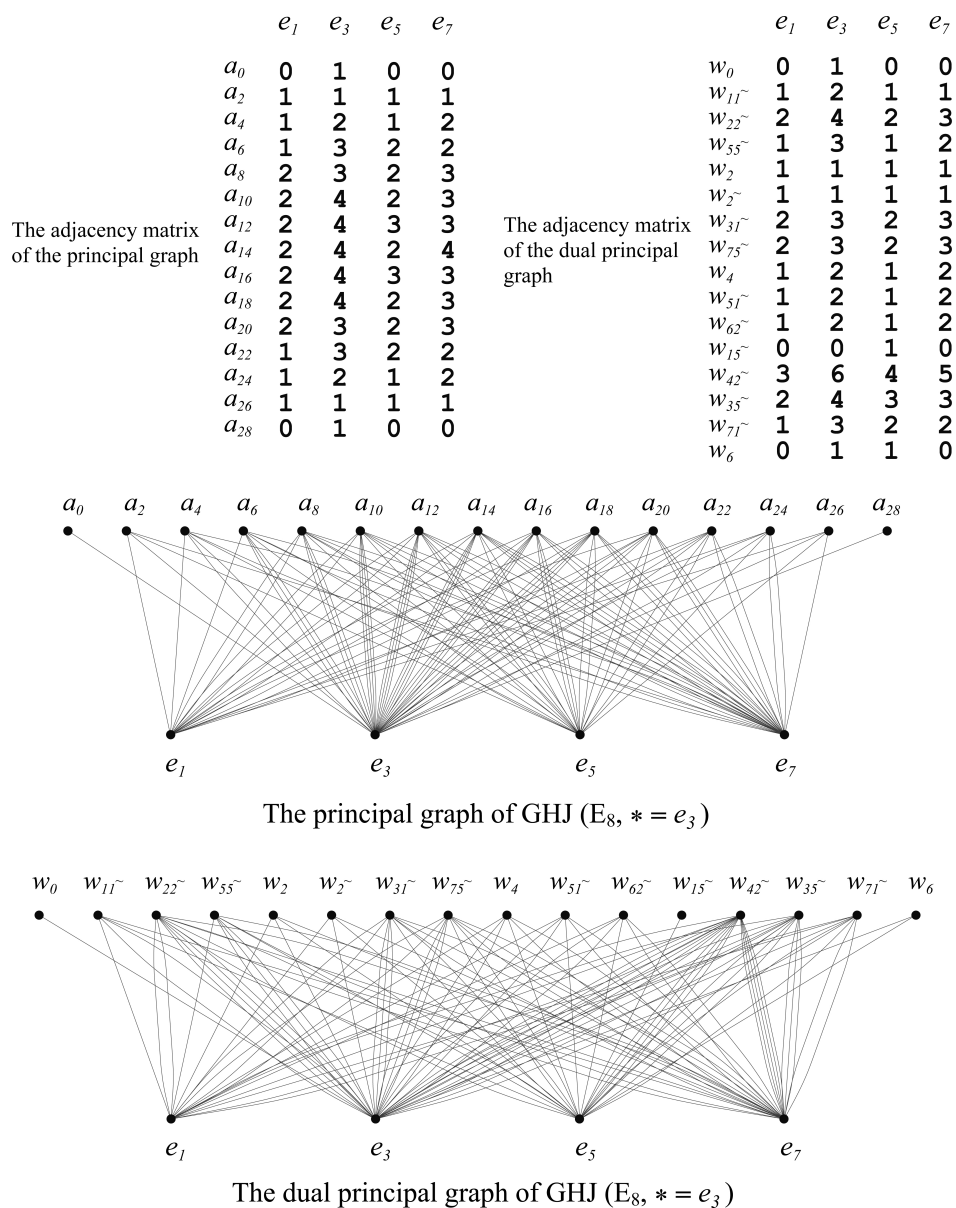 e₁ e₃ e₅ e₇
a₀ 0 1 0 0
a₂ 1 1 1 1
a₄ 1 2 1 2
a₆ 1 3 2 2
a₈ 2 3 2 3
a₁₀ 2 4 2 3
a₁₂ 2 4 3 3
a₁₄ 2 4 2 4
a₁₆ 2 4 3 3
a₁₈ 2 4 2 3
a₂₀ 2 3 2 3
a₂₂ 1 3 2 2
a₂₄ 1 2 1 2
a₂₆ 1 1 1 1
a₂₈ 0 1 0 0
The adjacency matrix
of the principal graph
e₁ e₃ e₅ e₇
w₀ 0 1 0 0
w₁₁~ 1 2 1 1
w₂₂~ 2 4 2 3
w₅₅~ 1 3 1 2
w₂ 1 1 1 1
w₂~ 1 1 1 1
w₃₁~ 2 3 2 3
w₇₅~ 2 3 2 3
w₄ 1 2 1 2
w₅₁~ 1 2 1 2
w₆₂~ 1 2 1 2
w₁₅~ 0 0 1 0
w₄₂~ 3 6 4 5
w₃₅~ 2 4 3 3
w₇₁~ 1 3 2 2
w₆ 0 1 1 0
The adjacency matrix
of the dual principal
graph
a₀ a₂ a₄ a₆ a₈ a₁₀ a₁₂ a₁₄ a₁₆ a₁₈ a₂₀ a₂₂ a₂₄ a₂₆ a₂₈
e₁ e₃ e₅ e₇
The principal graph of GHJ (E₈, * = e₃ )
w₀ w₁₁~ w₂₂~ w₅₅~ w₂ w₂~ w₃₁~ w₇₅~ w₄ w₅₁~ w₆₂~ w₁₅~ w₄₂~ w₃₅~ w₇₁~ w₆
e₁ e₃ e₅ e₇
The dual principal graph of GHJ (E₈, * = e₃ )